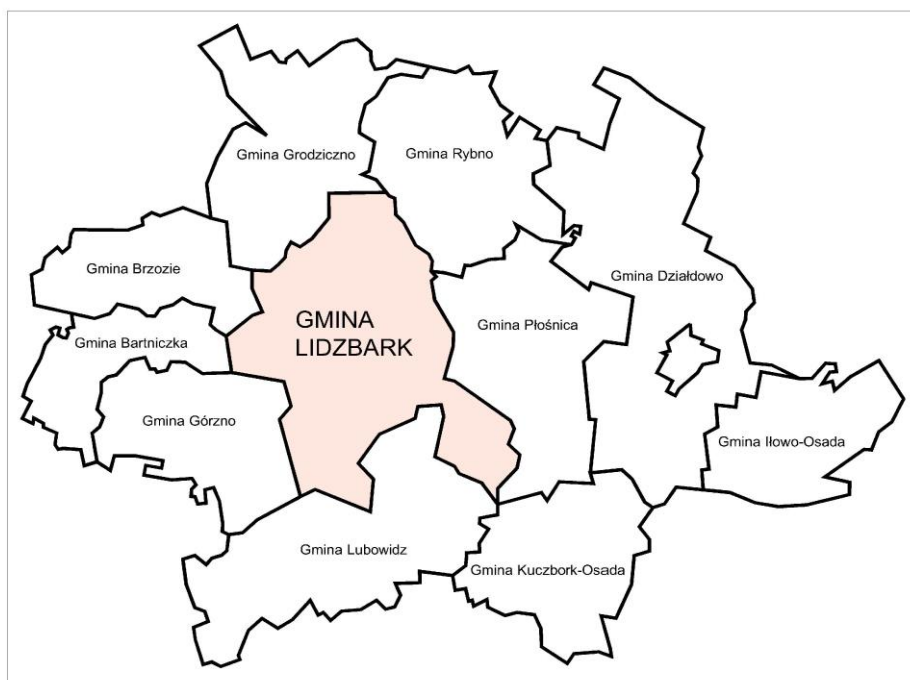 Gmina Grodziczno
Gmina Rybno
Gmina Brzozie
Gmina Działdowo
GMINA
LIDZBARK
Gmina Płośnica
Gmina Bartniczka
Gmina Górzno
Gmina Iłowo-Osada
Gmina Lubowidz
Gmina Kuczbork-Osada